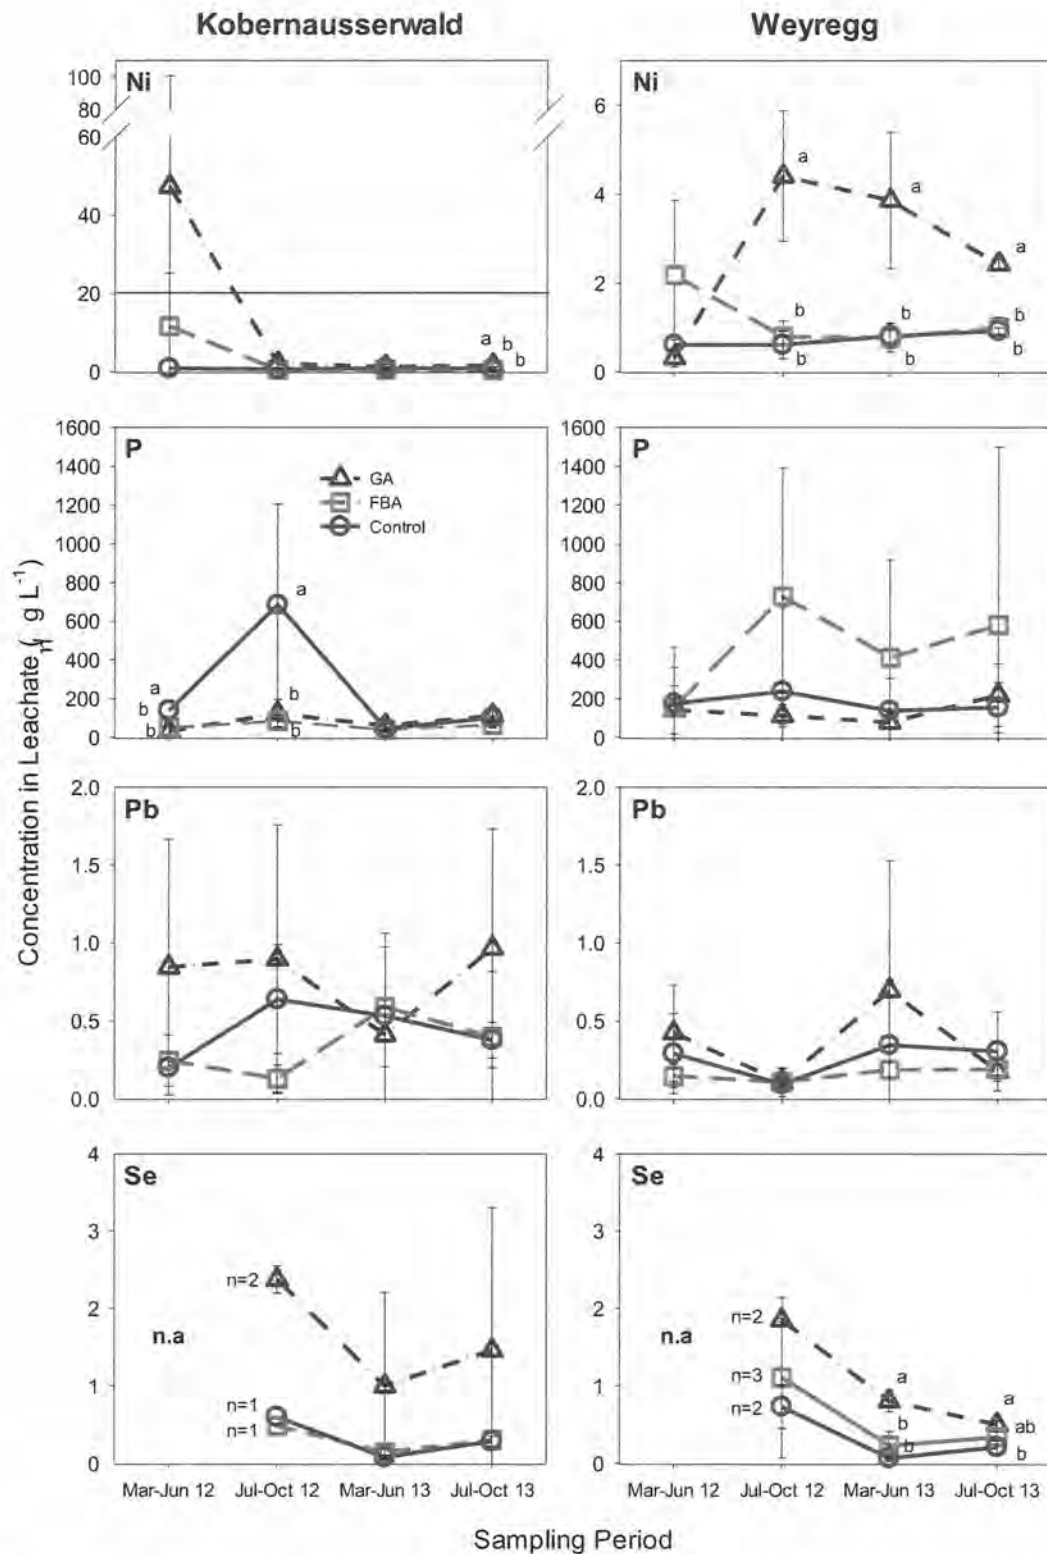 Kobernausserwald Weyregg
Ni
100
80
60
40
20
0
a b
b
Ni
6
4
2
0
a
a
a
b
b
b
b
b
b
P
1600
1400
1200
1000
800
600
400
200
0
GA
FBA
Control
a
b
b
a
b
b
P
1600
1400
1200
1000
800
600
400
200
0
Concentration in Leachate (µg L⁻¹)
Pb
2.0
1.5
1.0
0.5
0.0
Pb
2.0
1.5
1.0
0.5
0.0
Se
4
3
2
1
0
n.a
n=2
n=1
n=1
Se
4
3
2
1
0
n.a
n=2
n=3
n=2
a
b
b
a
ab
b
Mar-Jun 12 Jul-Oct 12 Mar-Jun 13 Jul-Oct 13
Mar-Jun 12 Jul-Oct 12 Mar-Jun 13 Jul-Oct 13
Sampling Period